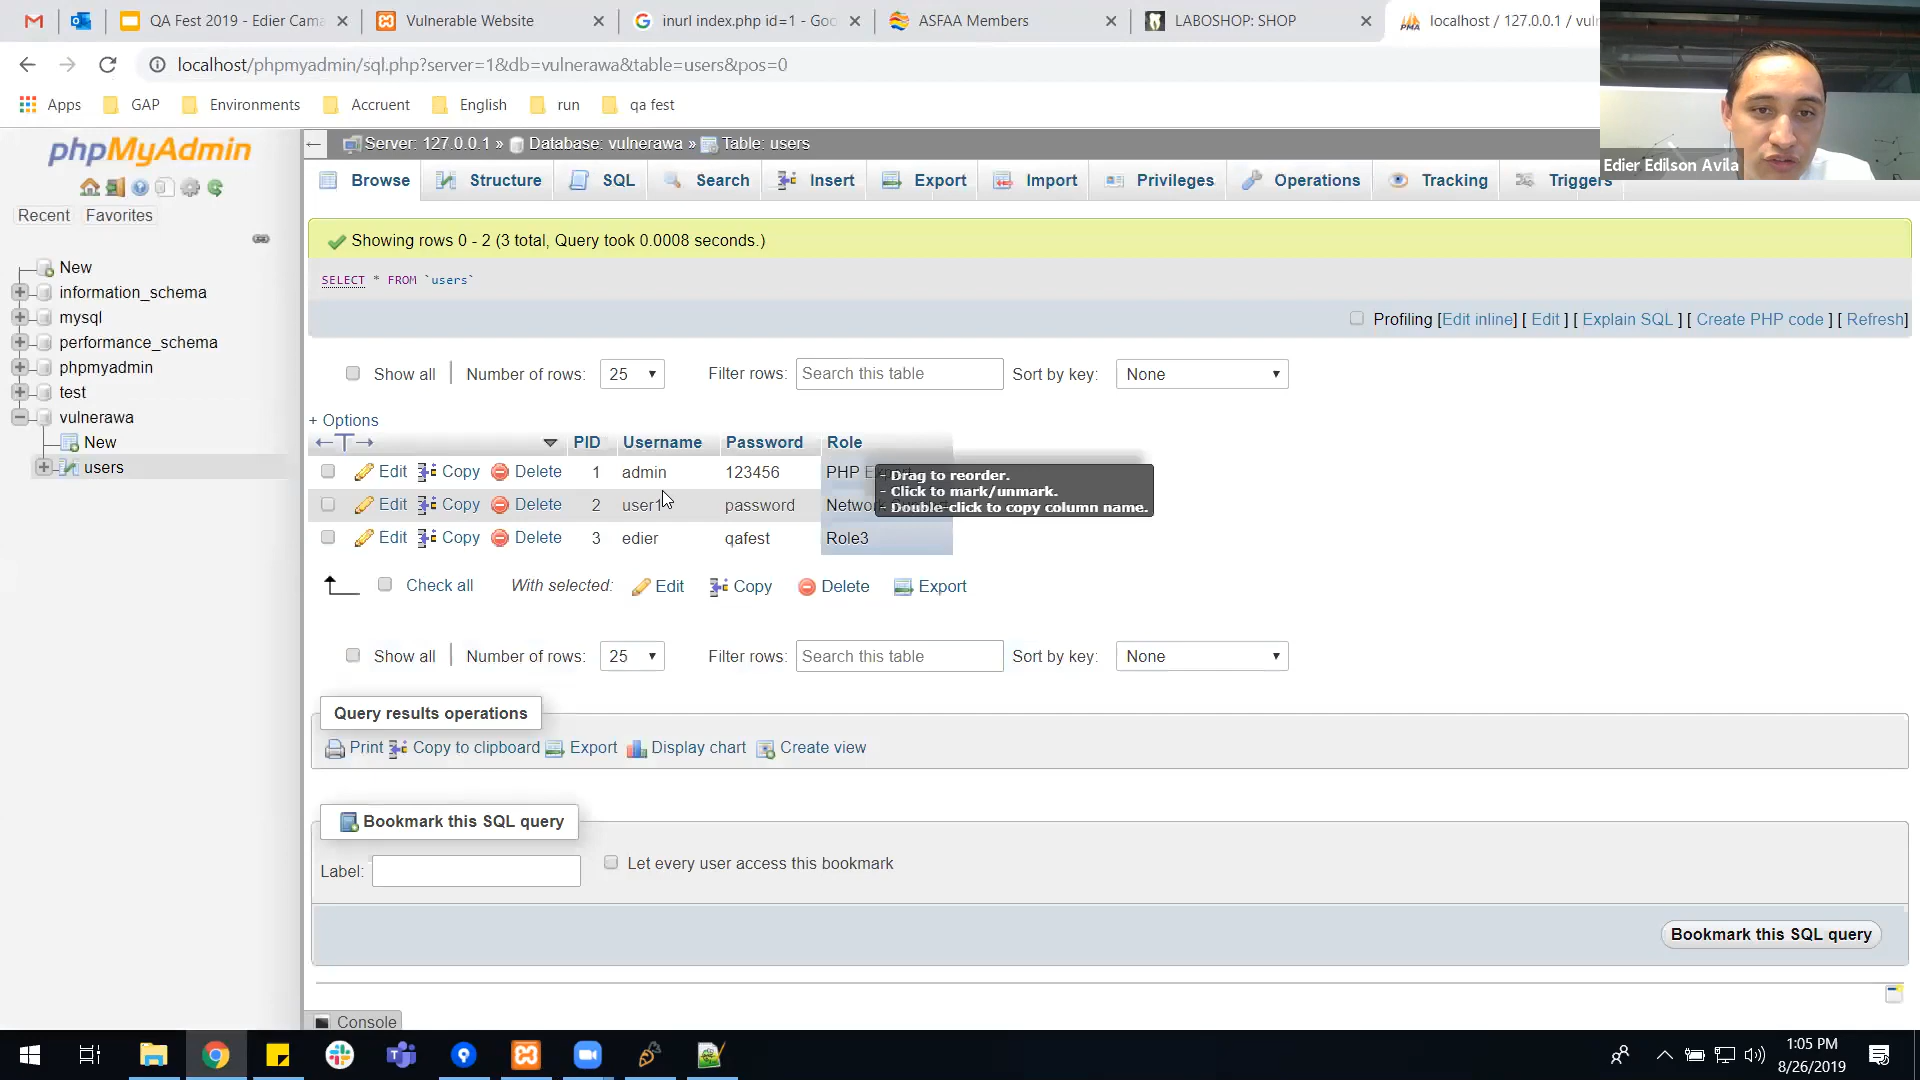 QA Fest 2019 - Edier Cama
Vulnerable Website
inurl index.php id=1 - Goo
ASFAA Members
LABOSHOP: SHOP
localhost / 127.0.0.1 / vul
localhost/phpmyadmin/sql.php?server=1&db=vulnerawa&table=users&pos=0
Apps GAP Environments Accruent English run qa fest
Edier Edilson Avila
phpMyAdmin
Recent Favorites
New
information_schema
mysql
performance_schema
phpmyadmin
test
vulnerawa
New
users
Server: 127.0.0.1 » Database: vulnerawa » Table: users
Browse Structure SQL Search Insert Export Import Privileges Operations Tracking Triggers
Showing rows 0 - 2 (3 total, Query took 0.0008 seconds.)
SELECT * FROM `users`
Profiling [Edit inline] [ Edit ] [ Explain SQL ] [ Create PHP code ] [ Refresh]
Show all Number of rows: 25 Filter rows: Search this table Sort by key: None
+ Options
PID Username Password Role
Edit Copy Delete 1 admin 123456 PHP
Edit Copy Delete 2 user1 password
Edit Copy Delete 3 edier qafest Role3
- Drag to reorder.
- Click to mark/unmark.
- Double-click to copy column name.
Check all With selected: Edit Copy Delete Export
Show all Number of rows: 25 Filter rows: Search this table Sort by key: None
Query results operations
Print Copy to clipboard Export Display chart Create view
Bookmark this SQL query
Label: Let every user access this bookmark
Bookmark this SQL query
Console
1:05 PM
8/26/2019